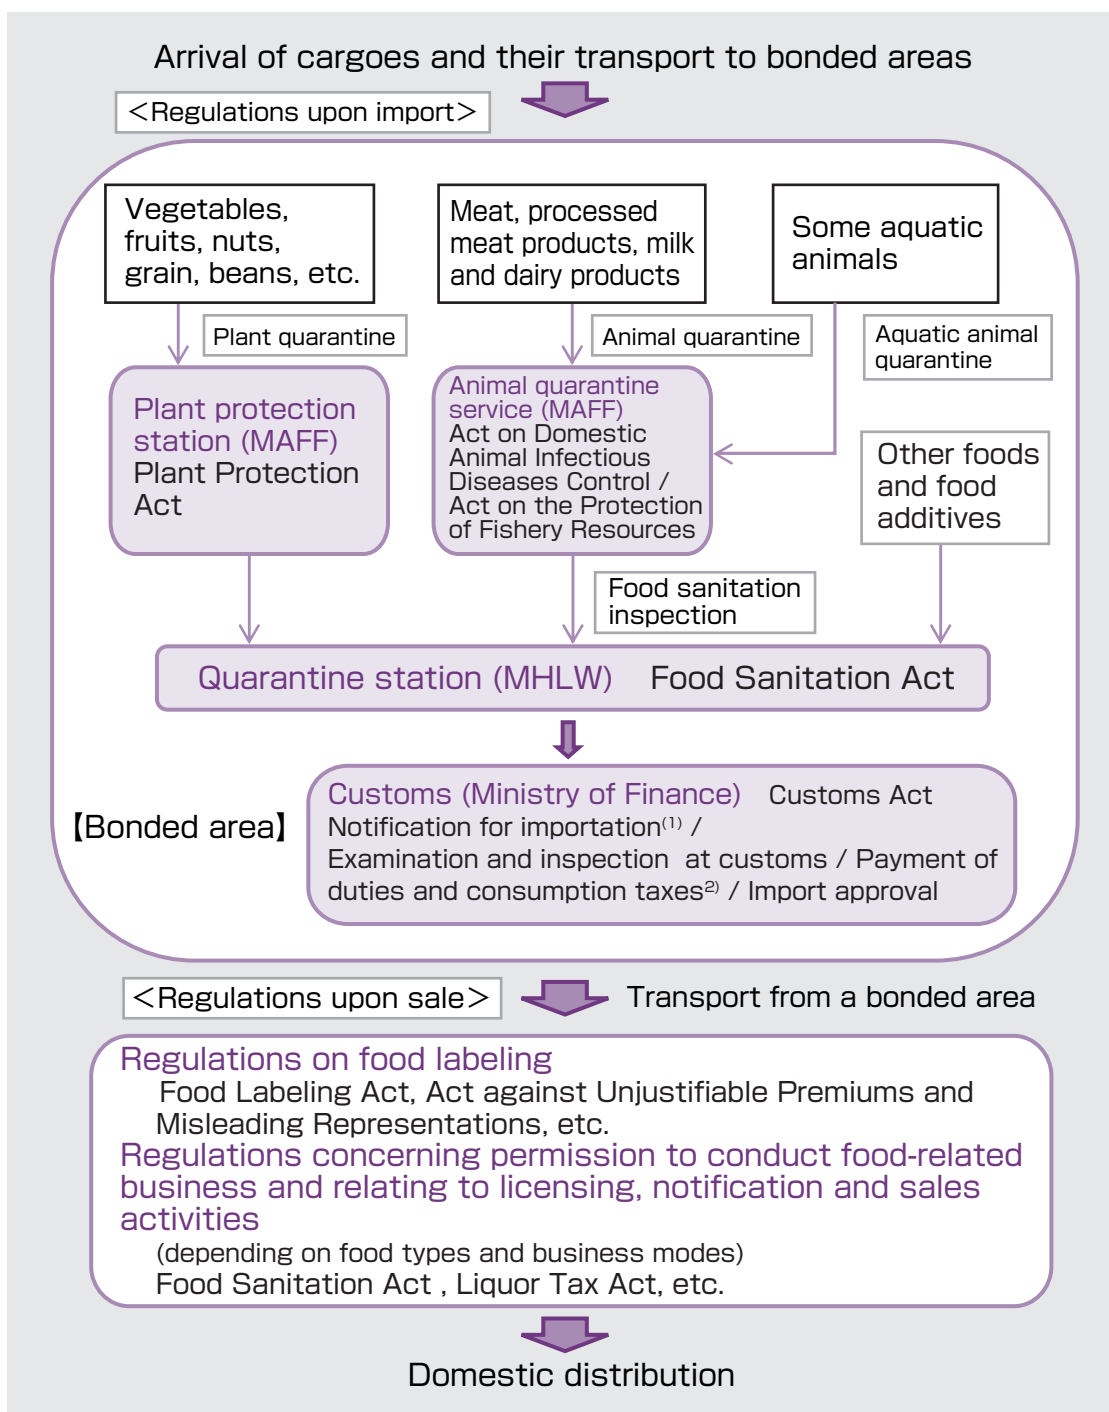 Arrival of cargoes and their transport to bonded areas
<Regulations upon import>
Vegetables,
fruits, nuts,
grain, beans, etc.
Meat, processed
meat products, milk
and dairy products
Some aquatic
animals
Plant quarantine
Animal quarantine
Aquatic animal
quarantine
Plant protection
station (MAFF)
Plant Protection
Act
Animal quarantine
service (MAFF)
Act on Domestic
Animal Infectious
Diseases Control /
Act on the Protection
of Fishery Resources
Other foods
and food
additives
Food sanitation
inspection
Quarantine station (MHLW) Food Sanitation Act
【Bonded area】
Customs (Ministry of Finance) Customs Act
Notification for importation(1) /
Examination and inspection at customs / Payment of
duties and consumption taxes2) / Import approval
<Regulations upon sale>
Transport from a bonded area
Regulations on food labeling
Food Labeling Act, Act against Unjustifiable Premiums and
Misleading Representations, etc.
Regulations concerning permission to conduct food-related
business and relating to licensing, notification and sales
activities
(depending on food types and business modes)
Food Sanitation Act , Liquor Tax Act, etc.
Domestic distribution